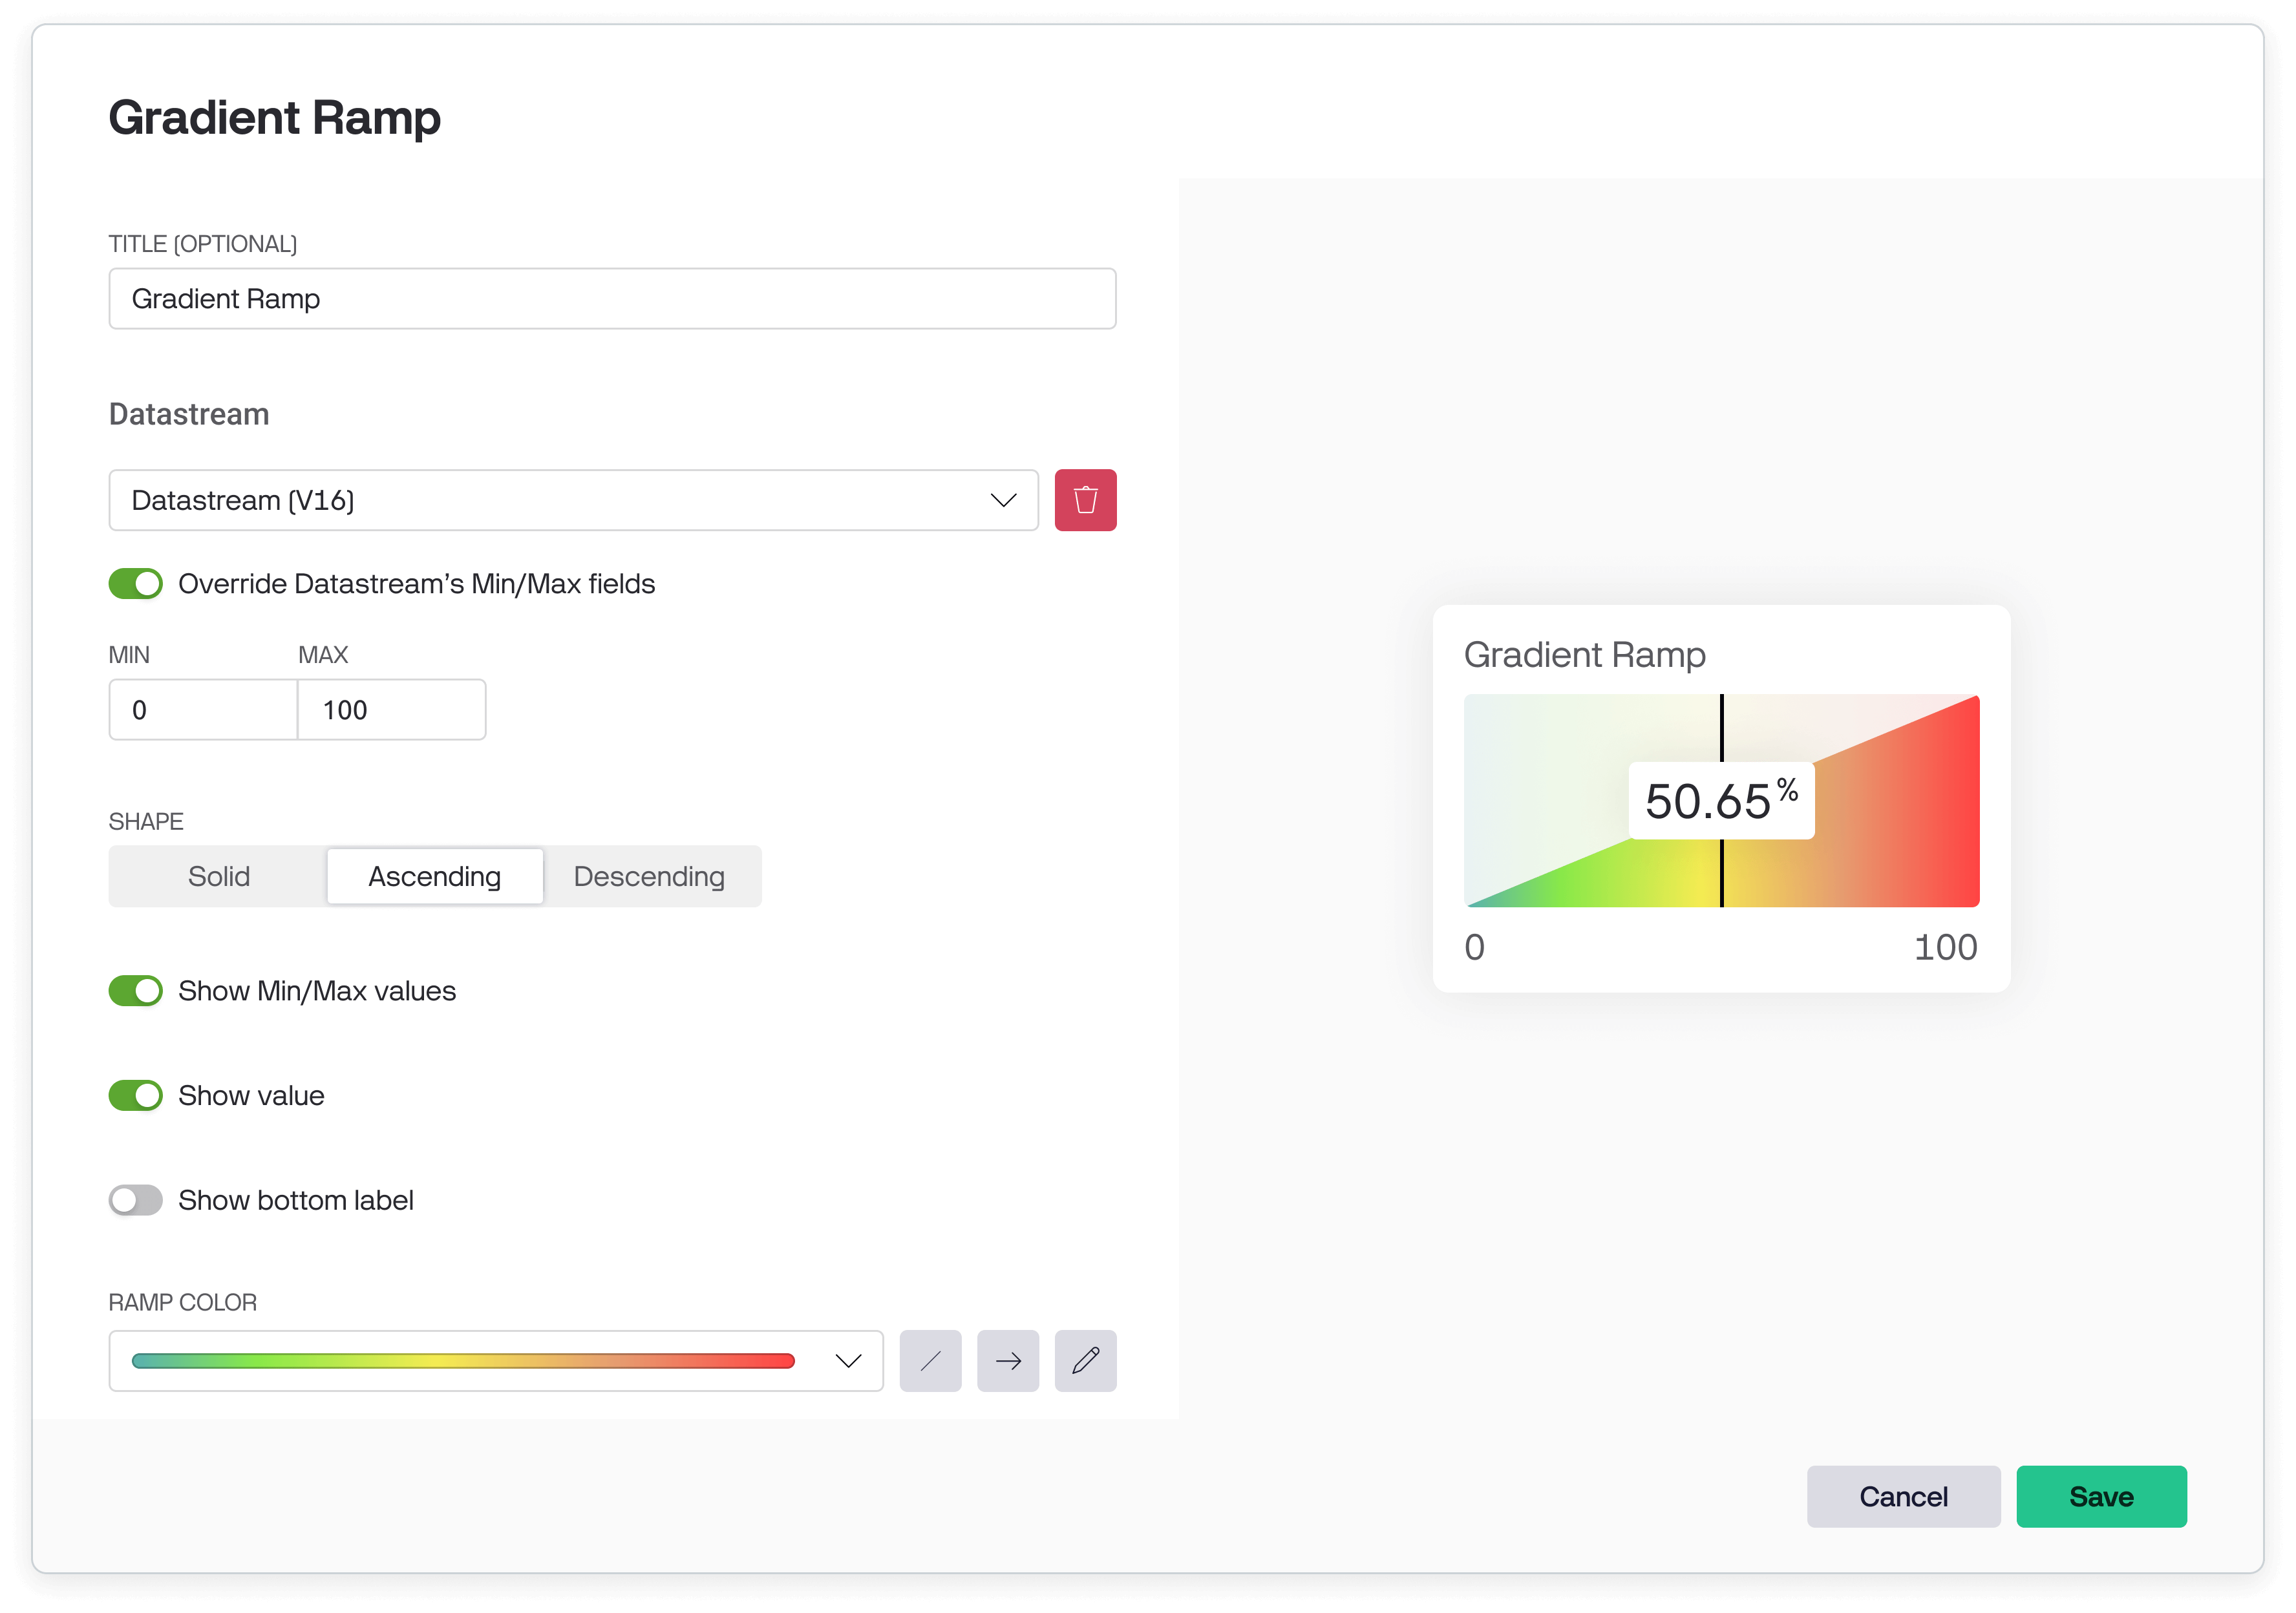 Gradient Ramp
TITLE (OPTIONAL)
Gradient Ramp
Datastream
Datastream (V16)
Override Datastream’s Min/Max fields
MIN MAX
0 100
SHAPE
Solid Ascending Descending
Show Min/Max values
Show value
Show bottom label
RAMP COLOR
Gradient Ramp
50.65%
0 100
Cancel Save